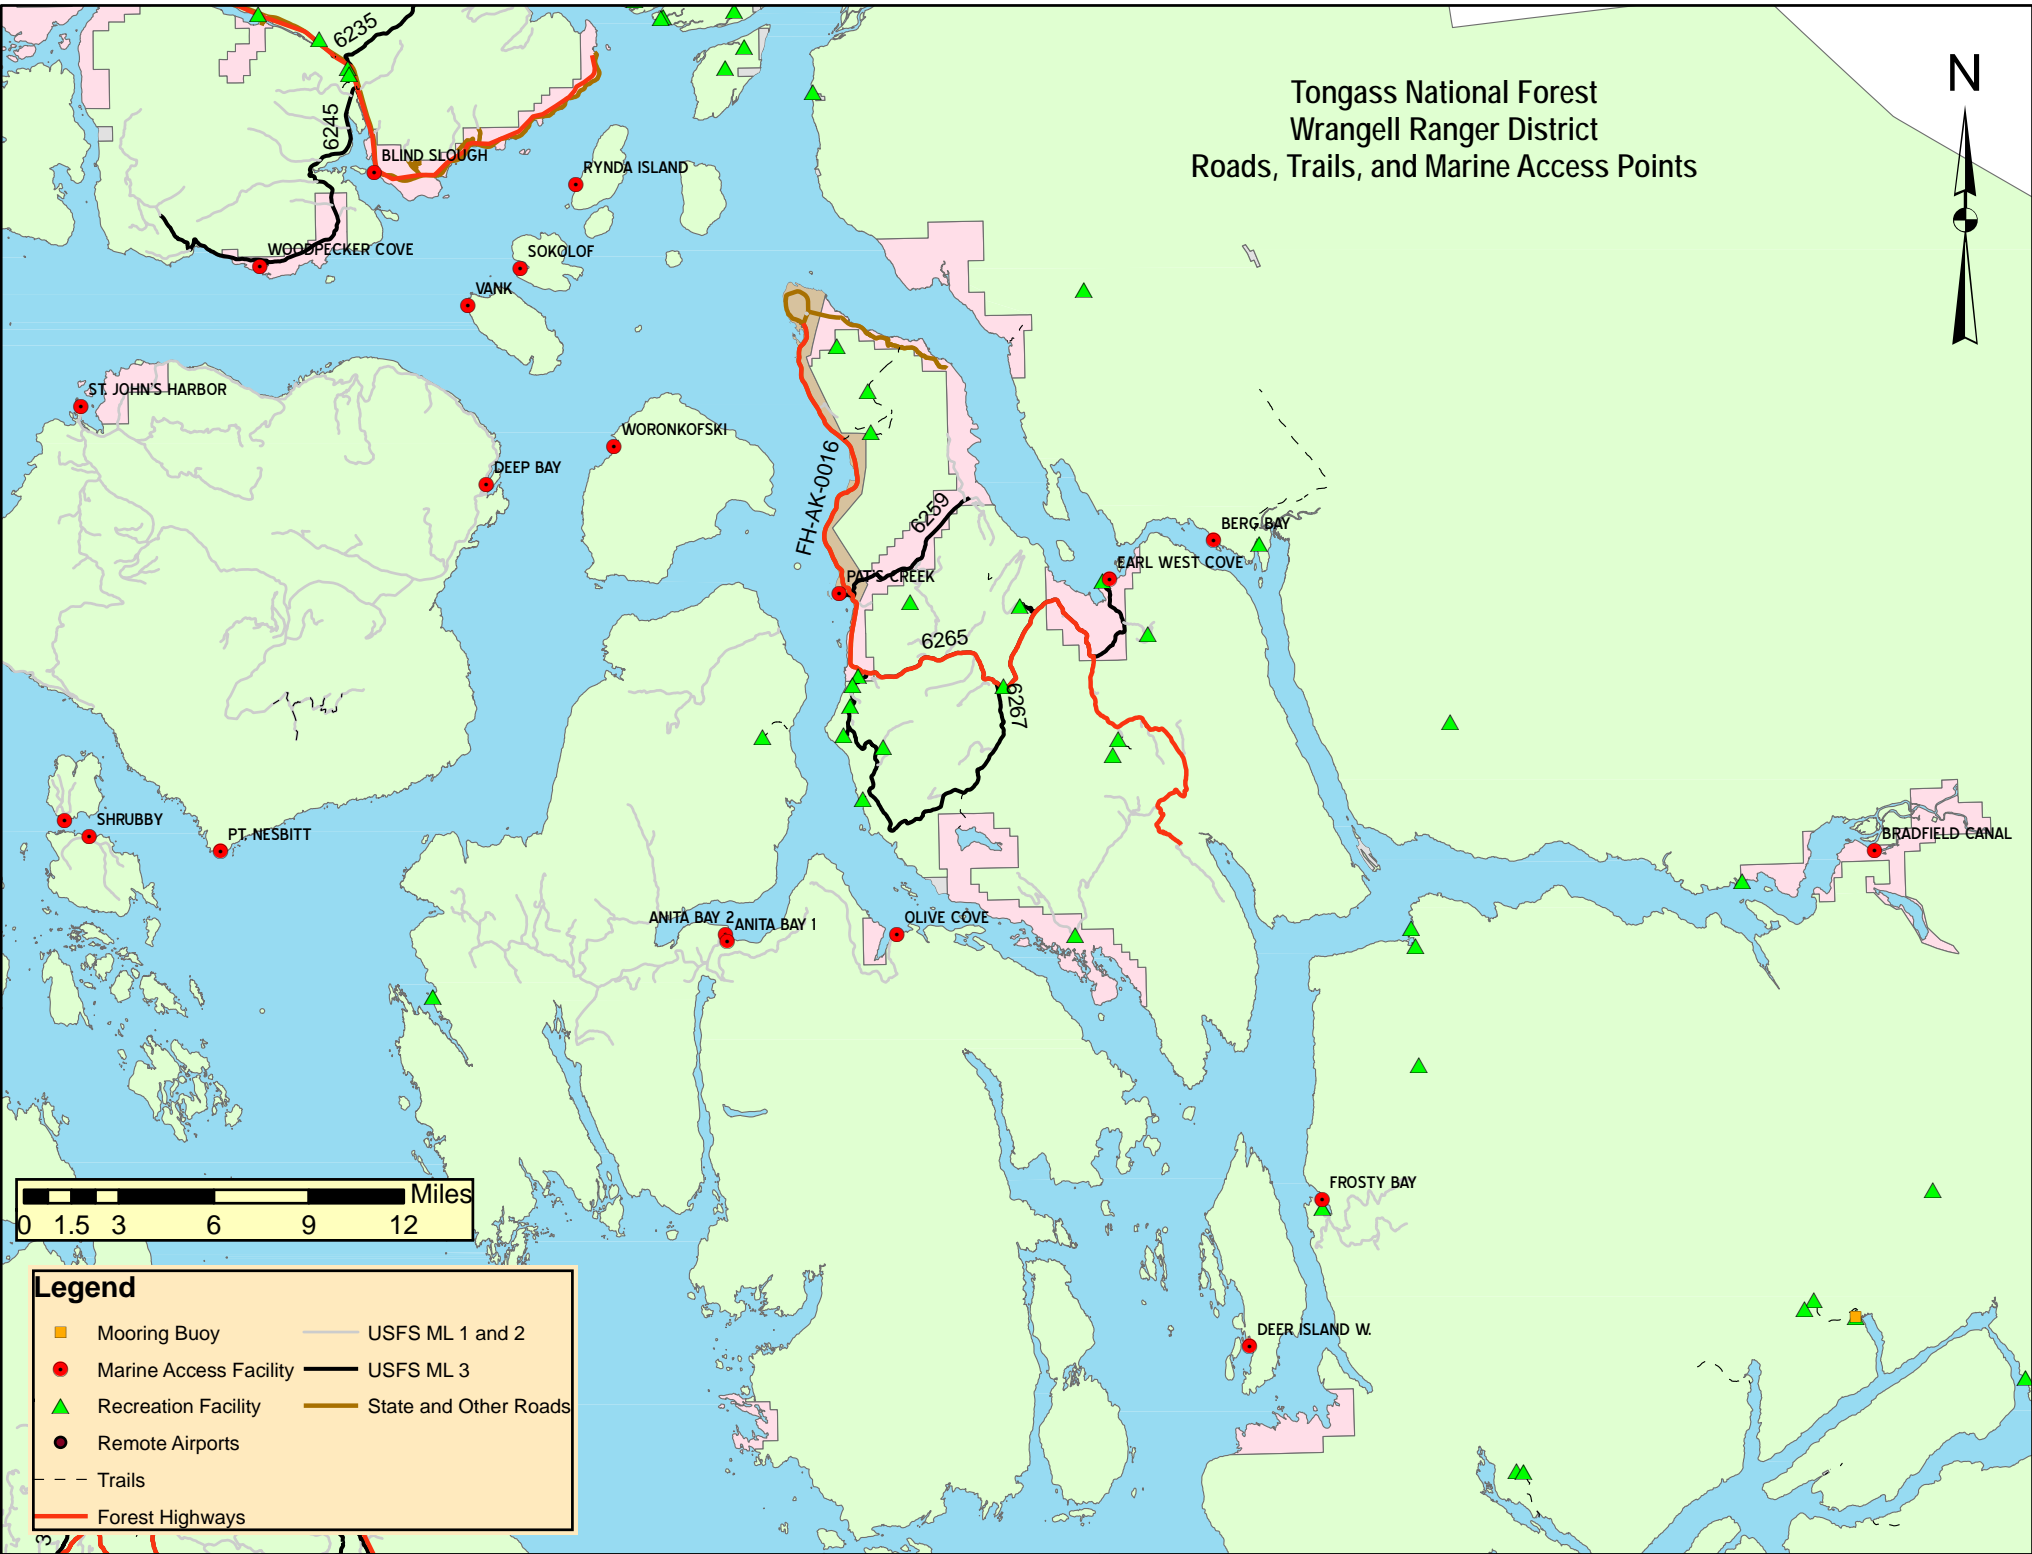 Tongass National Forest
Wrangell Ranger District
Roads, Trails, and Marine Access Points
N
6235
6245
BLIND SLOUGH
RYNDA ISLAND
WOODPECKER COVE
SOKOLOF
VANK
ST. JOHN'S HARBOR
WORONKOFSKI
DEEP BAY
FH-AK-0016
6259
BERG BAY
EARL WEST COVE
PAT'S CREEK
6265
6267
SHRUBBY
PT. NESBITT
BRADFIELD CANAL
ANITA BAY 2
ANITA BAY 1
OLIVE COVE
FROSTY BAY
DEER ISLAND W.
Miles
0 1.5 3 6 9 12
Legend
Mooring Buoy
Marine Access Facility
Recreation Facility
Remote Airports
Trails
Forest Highways
USFS ML 1 and 2
USFS ML 3
State and Other Roads